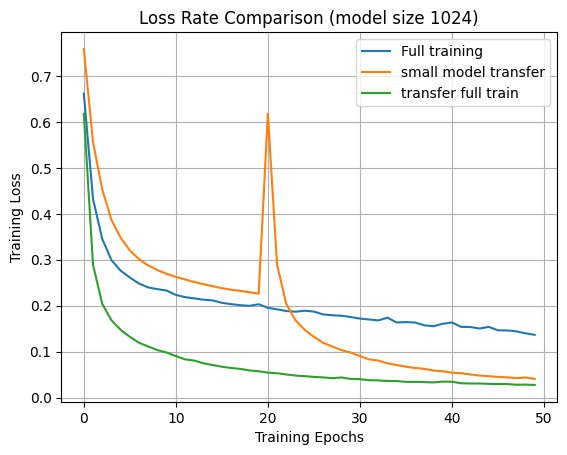 Loss Rate Comparison (model size 1024)
Full training
small model transfer
transfer full train
Training Loss
0.7
0.6
0.5
0.4
0.3
0.2
0.1
0.0
0 10 20 30 40 50
Training Epochs